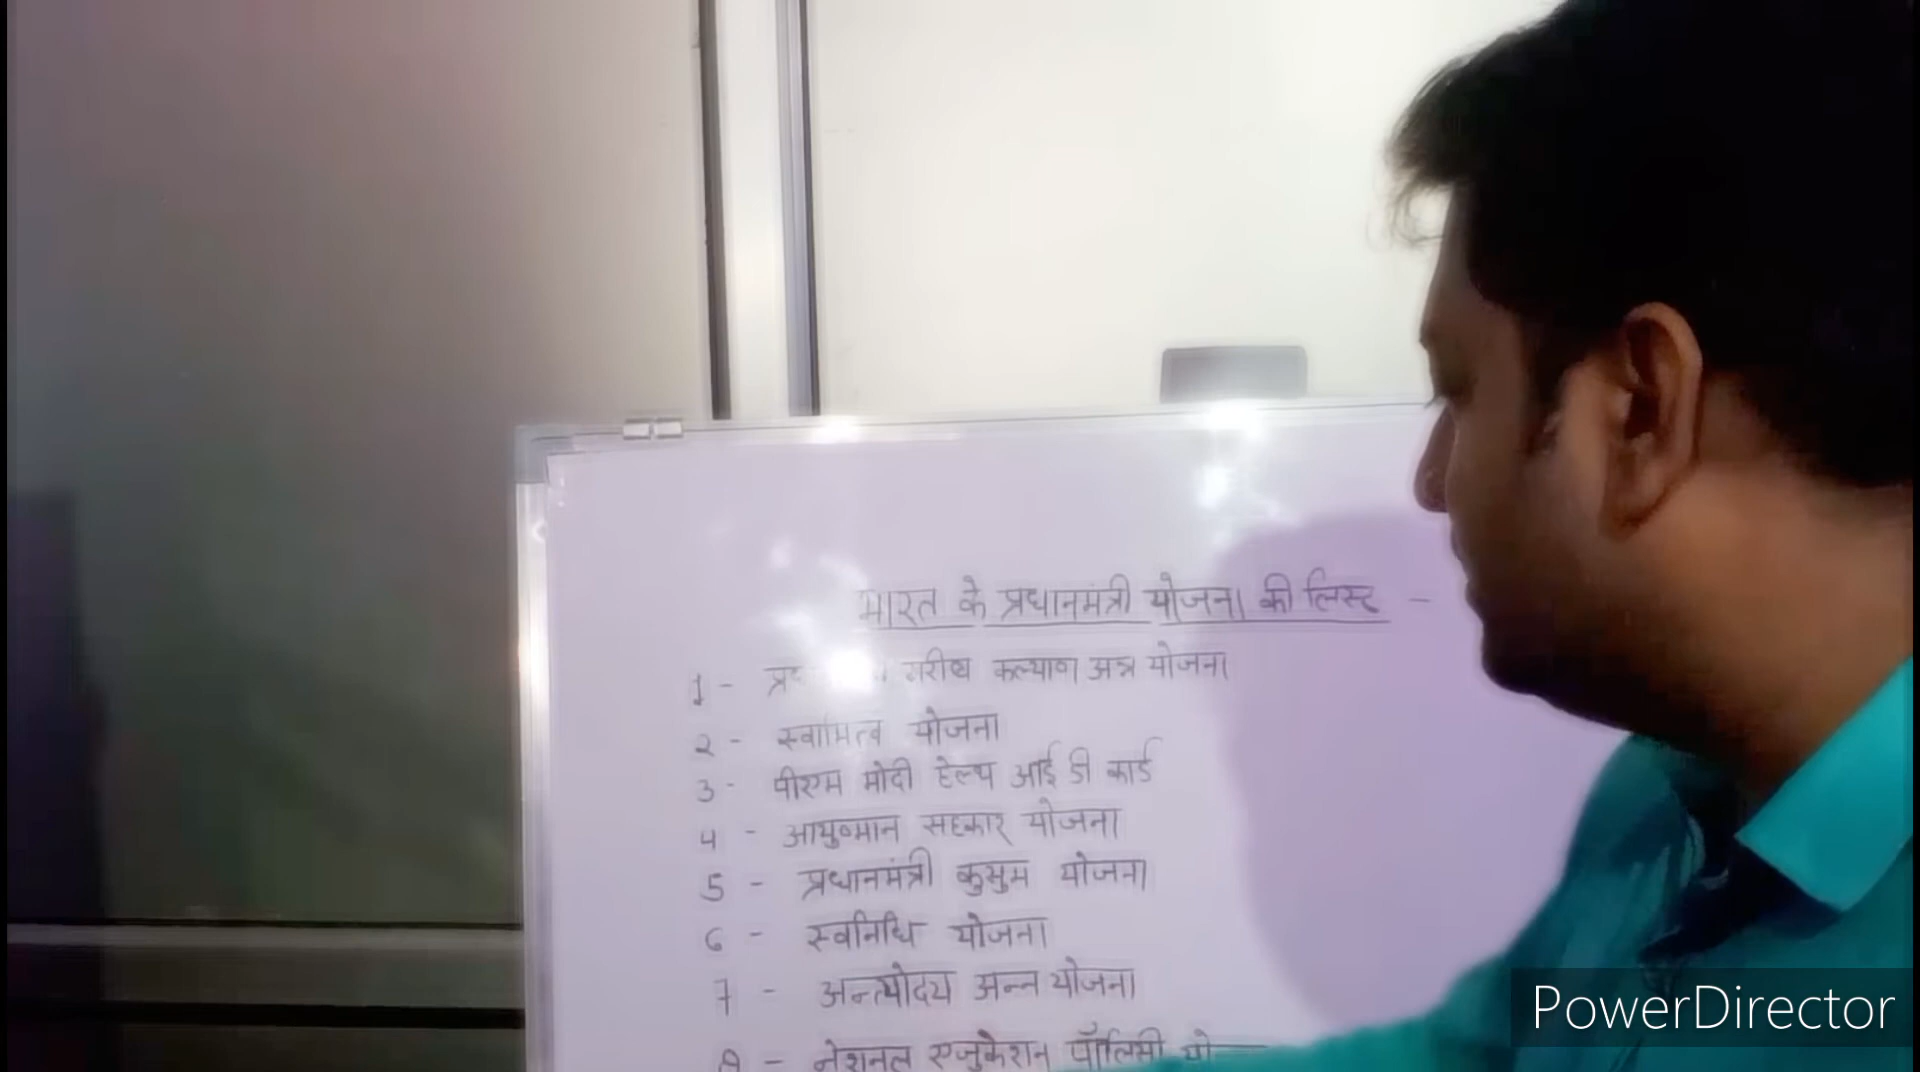 भारत के प्रधानमंत्री योजना की लिस्ट -
1 - गरीब कल्याण अन्न योजना
2 - स्वामित्व योजना
3 - पीएम मोदी हेल्थ आई डी कार्ड
4 - आयुष्मान सहकार योजना
5 - प्रधानमंत्री कुसुम योजना
6 - स्वनिधि योजना
7 - अन्त्योदय अन्न योजना
8 - नेशनल एजुकेशन पॉलिसी
PowerDirector